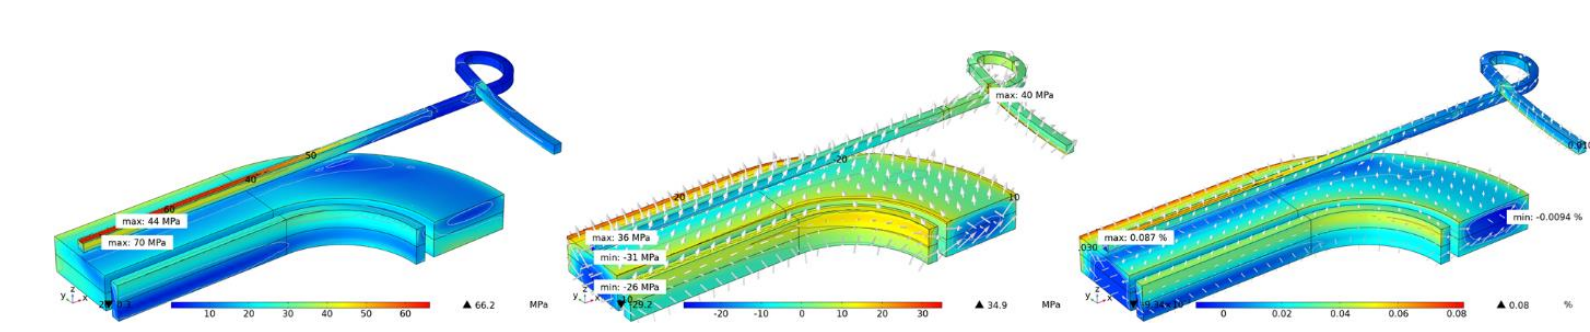 50
40
60
max: 44 MPa
max: 70 MPa
z
y
x
10 20 30 40 50 60
▲ 66.2
MPa
max: 40 MPa
-20
-20
10
max: 36 MPa
min: -31 MPa
min: -26 MPa
z
y
x
-20 -10 0 10 20 30
▲ 34.9
MPa
min: -0.0094 %
max: 0.087 %
z
y
x
0 0.02 0.04 0.06 0.08
▲ 0.08
%